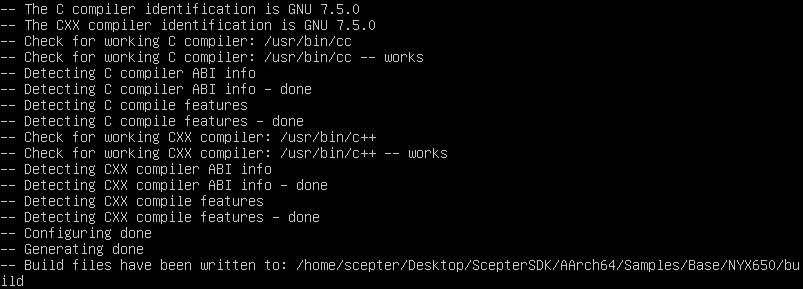 -- The C compiler identification is GNU 7.5.0
-- The CXX compiler identification is GNU 7.5.0
-- Check for working C compiler: /usr/bin/cc
-- Check for working C compiler: /usr/bin/cc -- works
-- Detecting C compiler ABI info
-- Detecting C compiler ABI info - done
-- Detecting C compile features
-- Detecting C compile features - done
-- Check for working CXX compiler: /usr/bin/c++
-- Check for working CXX compiler: /usr/bin/c++ -- works
-- Detecting CXX compiler ABI info
-- Detecting CXX compiler ABI info - done
-- Detecting CXX compile features
-- Detecting CXX compile features - done
-- Configuring done
-- Generating done
-- Build files have been written to: /home/scepter/Desktop/ScepterSDK/AArch64/Samples/Base/NYX650/bu
ild